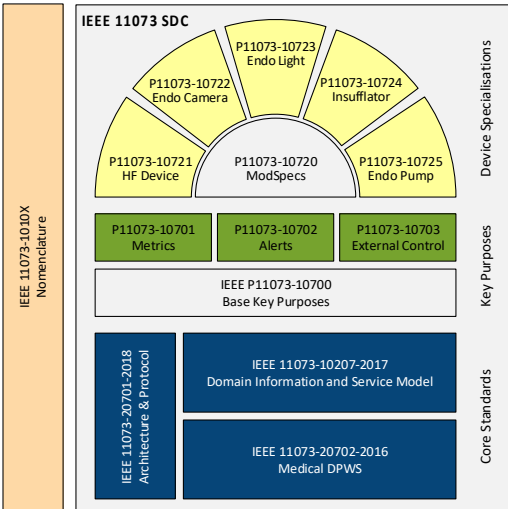 IEEE 11073 SDC
IEEE 11073-1010X
Nomenclature
P11073-10723
Endo Light
P11073-10722
Endo Camera
P11073-10724
Insufflator
P11073-10721
HF Device
P11073-10720
ModSpecs
P11073-10725
Endo Pump
Device Specialisations
P11073-10701
Metrics
P11073-10702
Alerts
P11073-10703
External Control
IEEE P11073-10700
Base Key Purposes
Key Purposes
IEEE 11073-20701-2018
Architecture & Protocol
IEEE 11073-10207-2017
Domain Information and Service Model
IEEE 11073-20702-2016
Medical DPWS
Core Standards